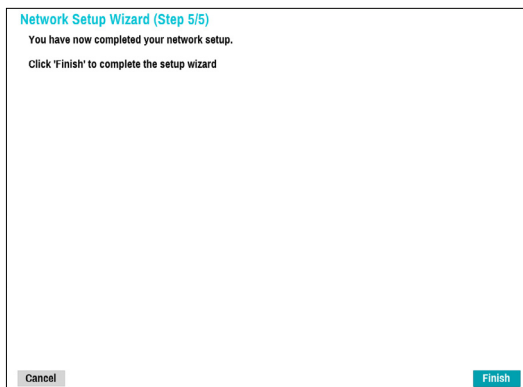 Network Setup Wizard (Step 5/5)
You have now completed your network setup.
Click 'Finish' to complete the setup wizard
Cancel
Finish